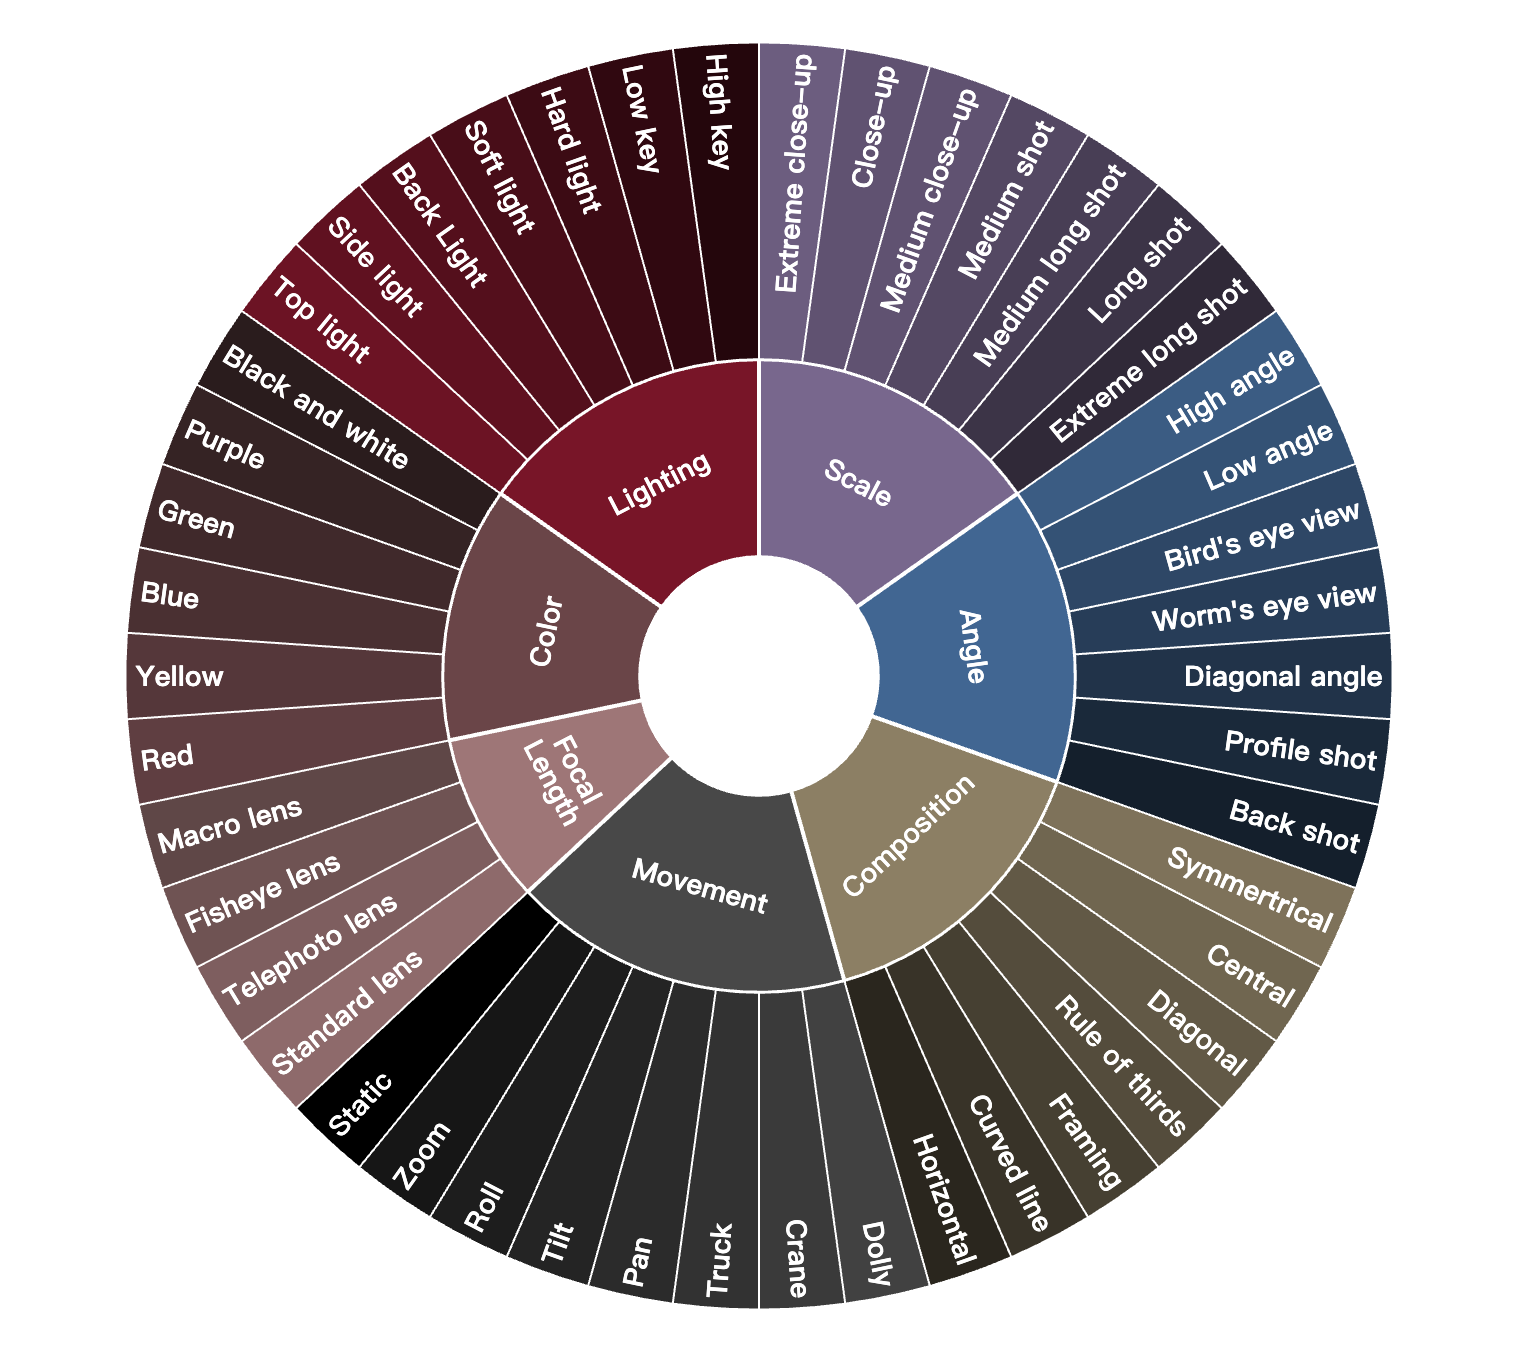 Scale
Extreme close-up
Close-up
Medium close-up
Medium shot
Medium long shot
Long shot
Extreme long shot
Angle
High angle
Low angle
Bird's eye view
Worm's eye view
Diagonal angle
Profile shot
Back shot
Composition
Symmertrical
Central
Diagonal
Rule of thirds
Framing
Curved line
Horizontal
Movement
Dolly
Crane
Truck
Pan
Tilt
Roll
Zoom
Static
Focal
Length
Standard lens
Telephoto lens
Fisheye lens
Macro lens
Color
Red
Yellow
Blue
Green
Purple
Black and white
Lighting
Top light
Side light
Back Light
Soft light
Hard light
Low key
High key